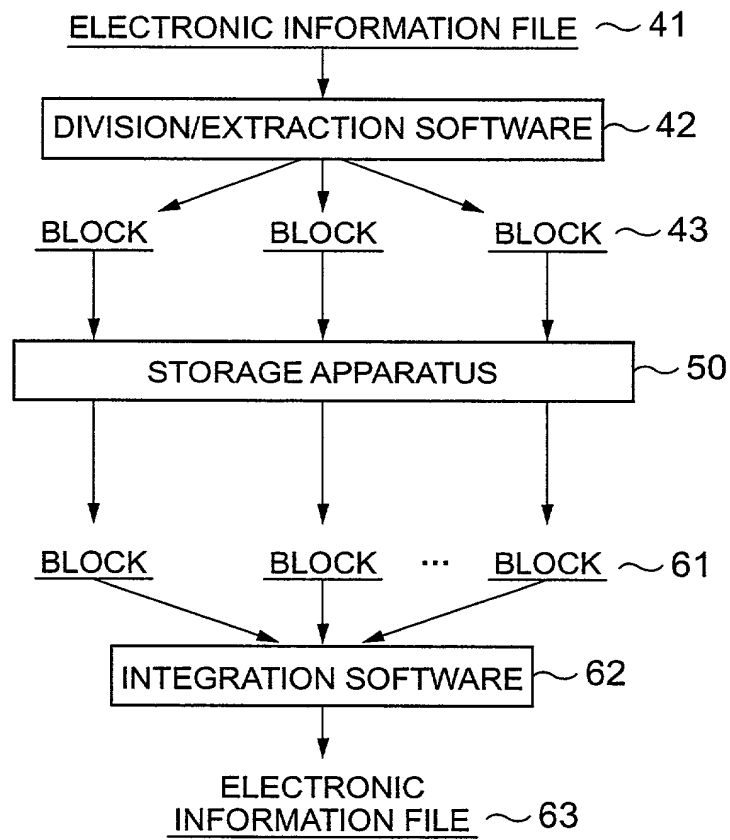 ELECTRONIC INFORMATION FILE 41
DIVISION/EXTRACTION SOFTWARE 42
BLOCK BLOCK BLOCK 43
STORAGE APPARATUS 50
BLOCK BLOCK ... BLOCK 61
INTEGRATION SOFTWARE 62
ELECTRONIC
INFORMATION FILE 63